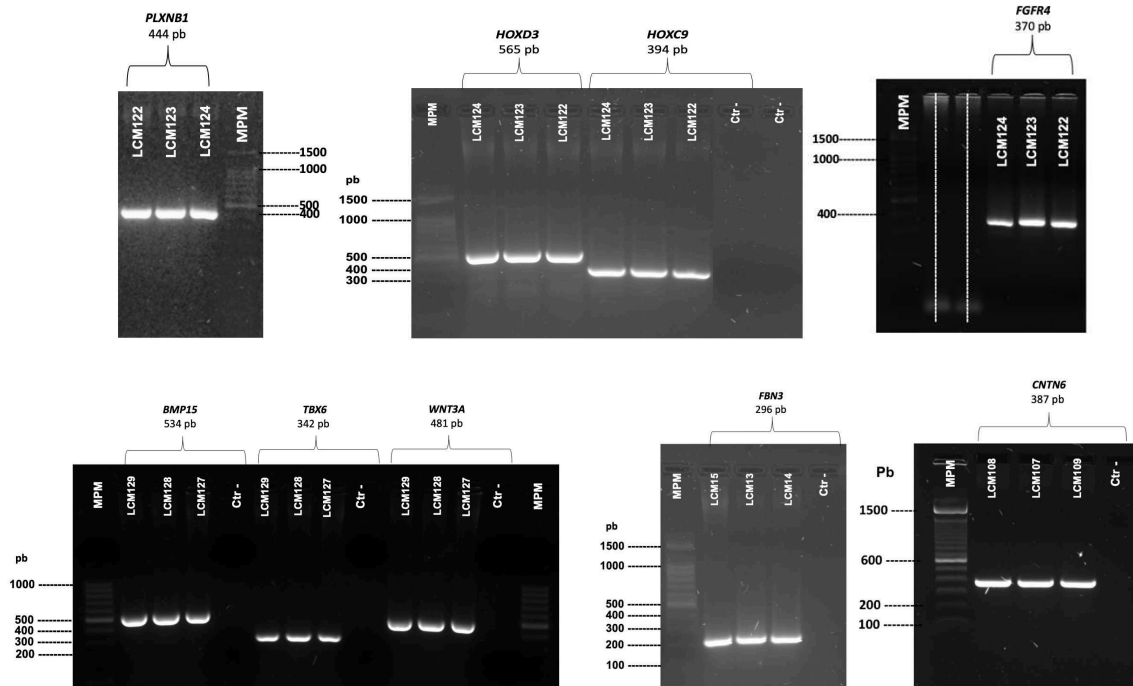 PLXNB1
444 pb
LCM122
LCM123
LCM124
MPM
1500
1000
500
400
HOXD3
565 pb
HOXC9
394 pb
MPM
LCM124
LCM123
LCM122
LCM124
LCM123
LCM122
Ctr -
Ctr -
pb
1500
1000
500
400
300
FGFR4
370 pb
MPM
LCM124
LCM123
LCM122
1500
1000
400
BMP15
534 pb
TBX6
342 pb
WNT3A
481 pb
MPM
LCM129
LCM128
LCM127
Ctr -
LCM129
LCM128
LCM127
Ctr -
LCM129
LCM128
LCM127
Ctr -
MPM
pb
1000
500
400
300
200
FBN3
296 pb
MPM
LCM15
LCM13
LCM14
Ctr -
pb
1500
1000
500
400
300
200
100
CNTN6
387 pb
Pb
MPM
LCM108
LCM107
LCM109
Ctr -
1500
600
200
100